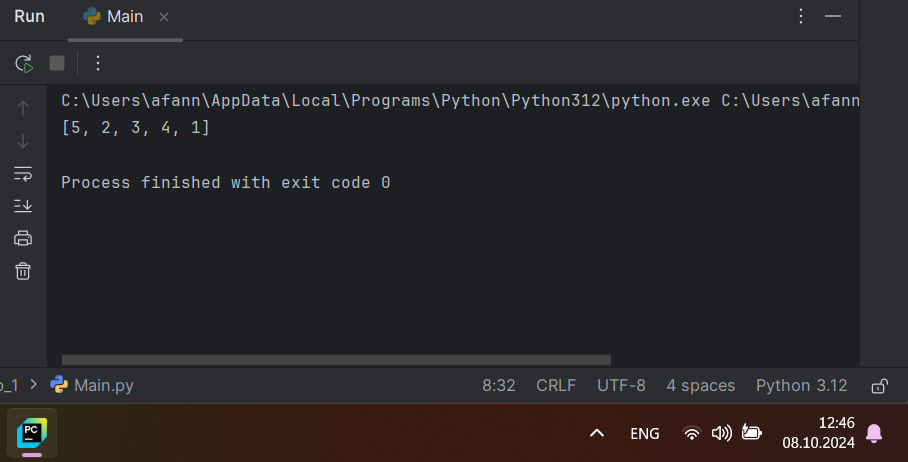 Run Main
C:\Users\afann\AppData\Local\Programs\Python\Python312\python.exe C:\Users\afann
[5, 2, 3, 4, 1]
Process finished with exit code 0
_1 > Main.py 8:32 CRLF UTF-8 4 spaces Python 3.12
PC
ENG
12:46
08.10.2024